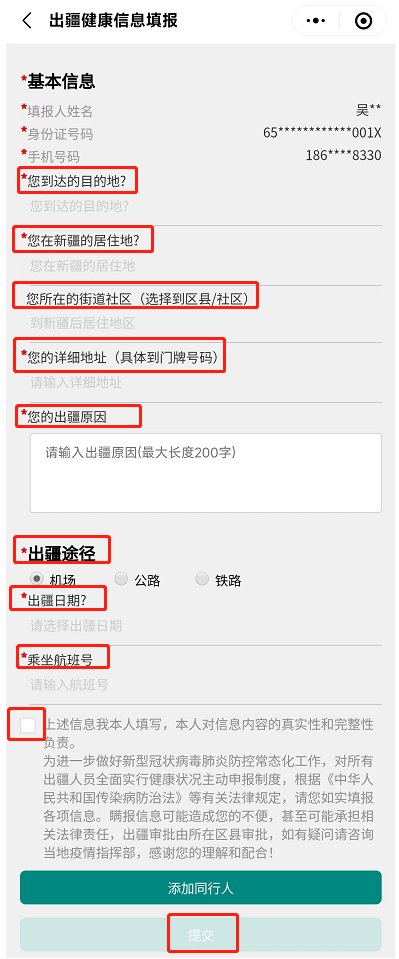 出疆健康信息填报
*基本信息
*填报人姓名 吴**
*身份证号码 65************001X
*手机号码 186****8330
*您到达的目的地?
您到达的目的地?
*您在新疆的居住地?
您在新疆的居住地
您所在的街道社区（选择到区县/社区）
到新疆后居住地区
*您的详细地址（具体到门牌号码）
请输入详细地址
*您的出疆原因
请输入出疆原因(最大长度200字)
*出疆途径
机场 公路 铁路
*出疆日期?
请选择出疆日期
*乘坐航班号
请输入航班号
上述信息我本人填写，本人对信息内容的真实性和完整性
负责。
为进一步做好新型冠状病毒肺炎防控常态化工作，对所有
出疆人员全面实行健康状况主动申报制度，根据《中华人
民共和国传染病防治法》等有关法律规定，请您如实填报
各项信息。瞒报信息可能造成您的不便，甚至可能承担相
关法律责任，出疆审批由所在区县审批，如有疑问请咨询
当地疫情指挥部，感谢您的理解和配合！
添加同行人
提交